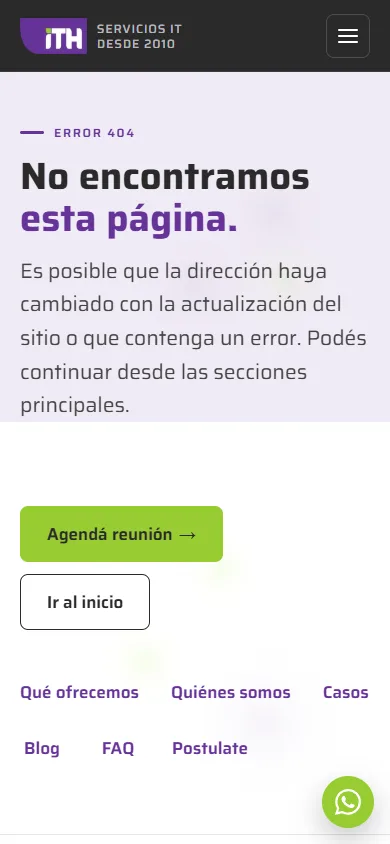 iTH
SERVICIOS IT
DESDE 2010
ERROR 404
No encontramos
esta página.
Es posible que la dirección haya
cambiado con la actualización del
sitio o que contenga un error. Podés
continuar desde las secciones
principales.
Agendá reunión →
Ir al inicio
Qué ofrecemos Quiénes somos Casos
Blog FAQ Postulate